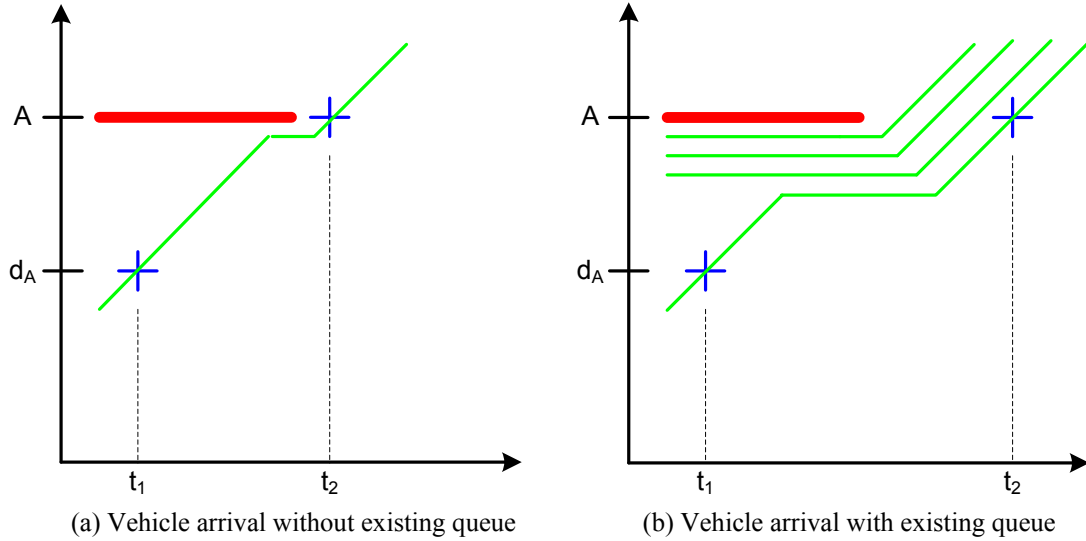 A
A
d_A
d_A
t_1
t_2
t_1
t_2
(a) Vehicle arrival without existing queue
(b) Vehicle arrival with existing queue